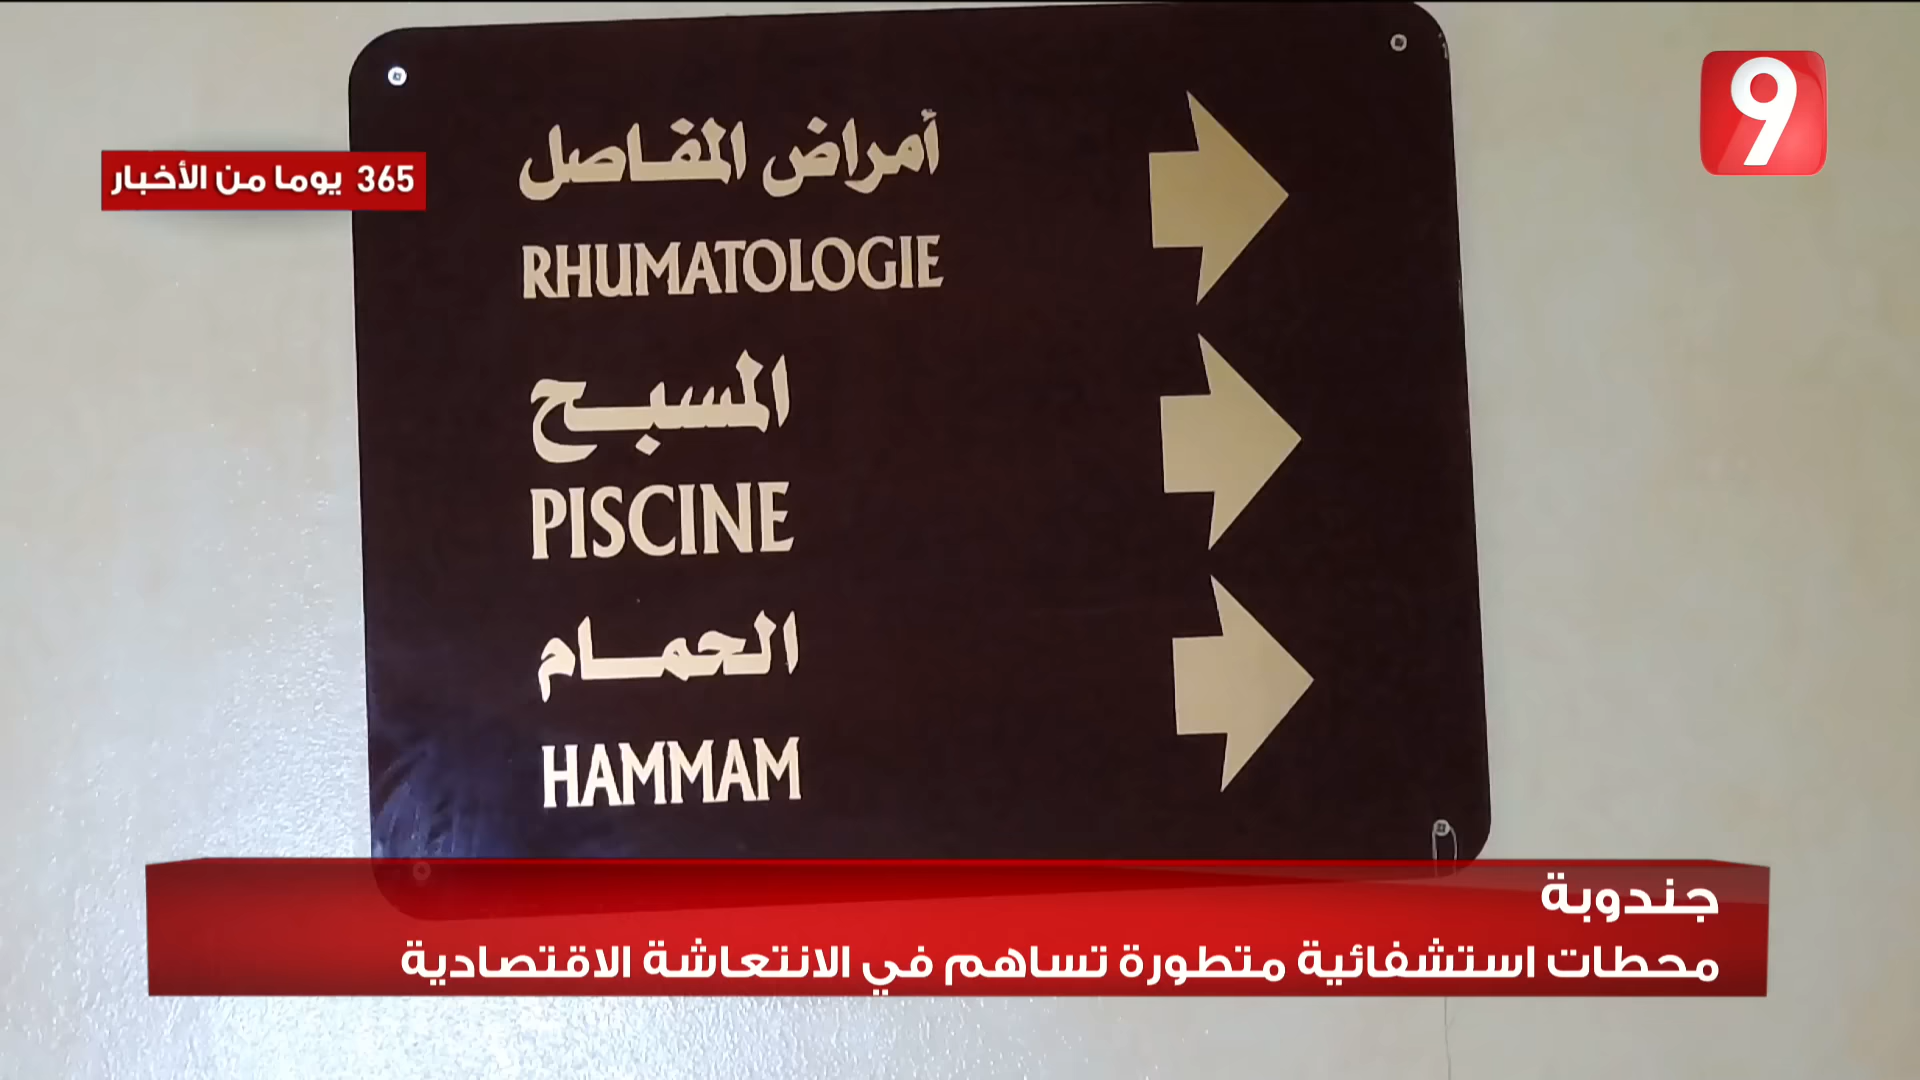 9
365 يوما من الأخبار
أمراض المفاصل
RHUMATOLOGIE
المسبح
PISCINE
الحمام
HAMMAM
جندوبة
محطات استشفائية متطورة تساهم في الانتعاشة الاقتصادية